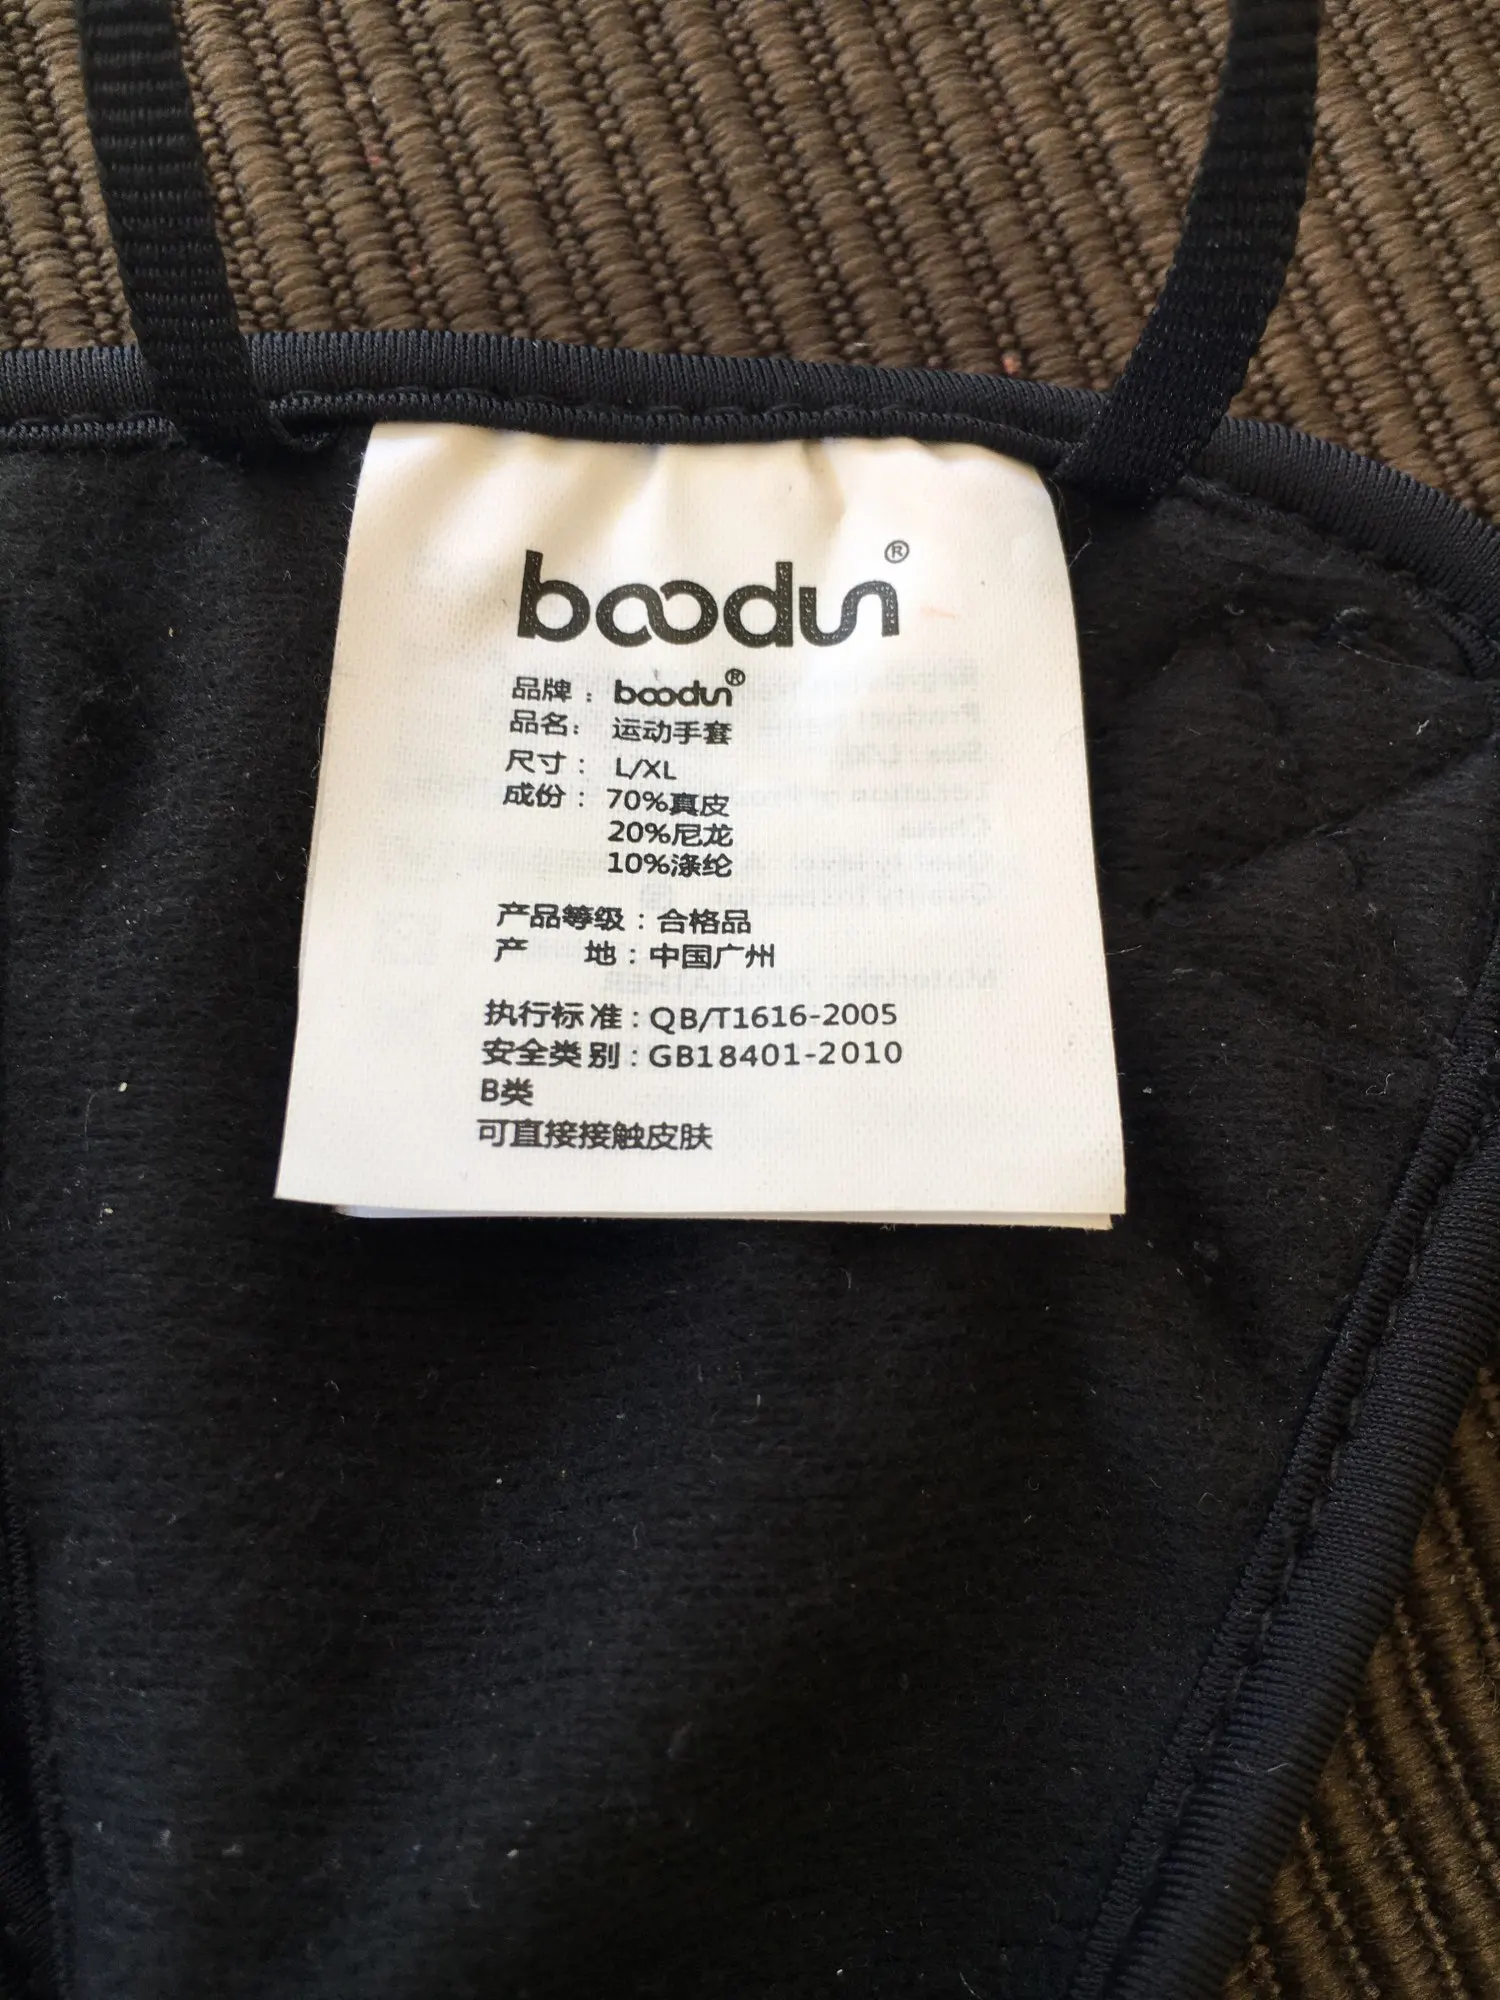 boodun®
品牌： boodun®
品名： 运动手套
尺寸： L/XL
成份： 70%真皮
20%尼龙
10%涤纶
产品等级：合格品
产 地：中国广州
执行标准：QB/T1616-2005
安全类别：GB18401-2010
B类
可直接接触皮肤